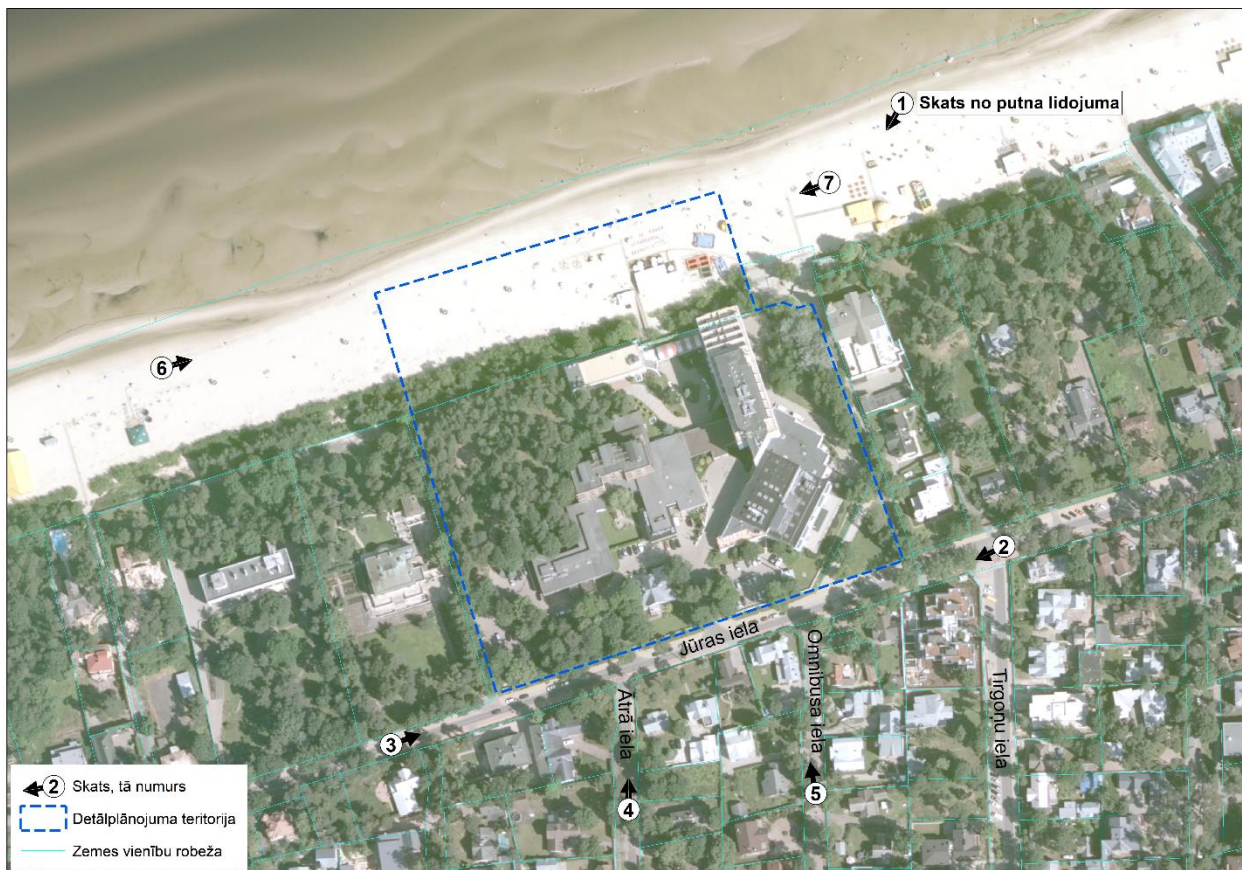 1 Skats no putna lidojuma
7
6
2
Jūras iela
Omnibusa iela
Tirgoņu iela
Ātrā iela
3
4
5
2 Skats, tā numurs
Detālplānojuma teritorija
Zemes vienību robeža